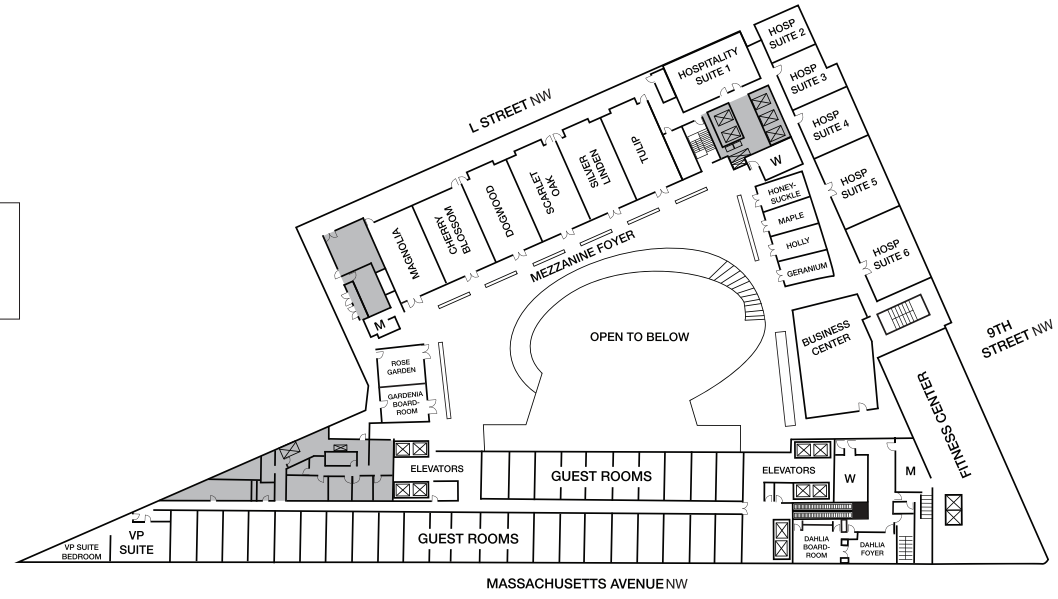 HOSP
SUITE 2
HOSPITALITY
SUITE 1
HOSP
SUITE 3
L STREET NW
HOSP
SUITE 4
TULIP
SILVER
LINDEN
SCARLET
OAK
DOGWOOD
CHERRY
BLOSSOM
MAGNOLIA
W
HOSP
SUITE 5
HONEY-
SUCKLE
MAPLE
HOLLY
GERANIUM
HOSP
SUITE 6
MEZZANINE FOYER
M
OPEN TO BELOW
BUSINESS
CENTER
9TH
STREET NW
ROSE
GARDEN
GARDENIA
BOARD-
ROOM
FITNESS CENTER
ELEVATORS
GUEST ROOMS
ELEVATORS
W
M
VP SUITE
BEDROOM
VP
SUITE
GUEST ROOMS
DAHLIA
BOARD-
ROOM
DAHLIA
FOYER
MASSACHUSETTS AVENUE NW